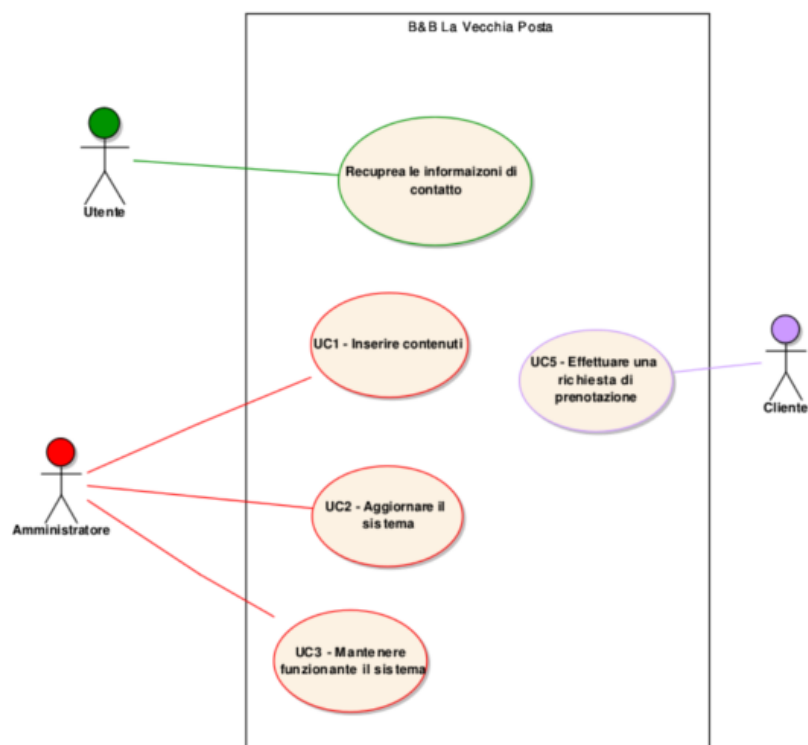 B&B La Vecchia Posta
Recuprea le informaizoni di
contatto
Utente
UC1 - Inserire contenuti
UC5 - Effettuare una
richiesta di
prenotazione
Cliente
Amministratore
UC2 - Aggiornare il
sistema
UC3 - Mantenere
funzionante il sistema